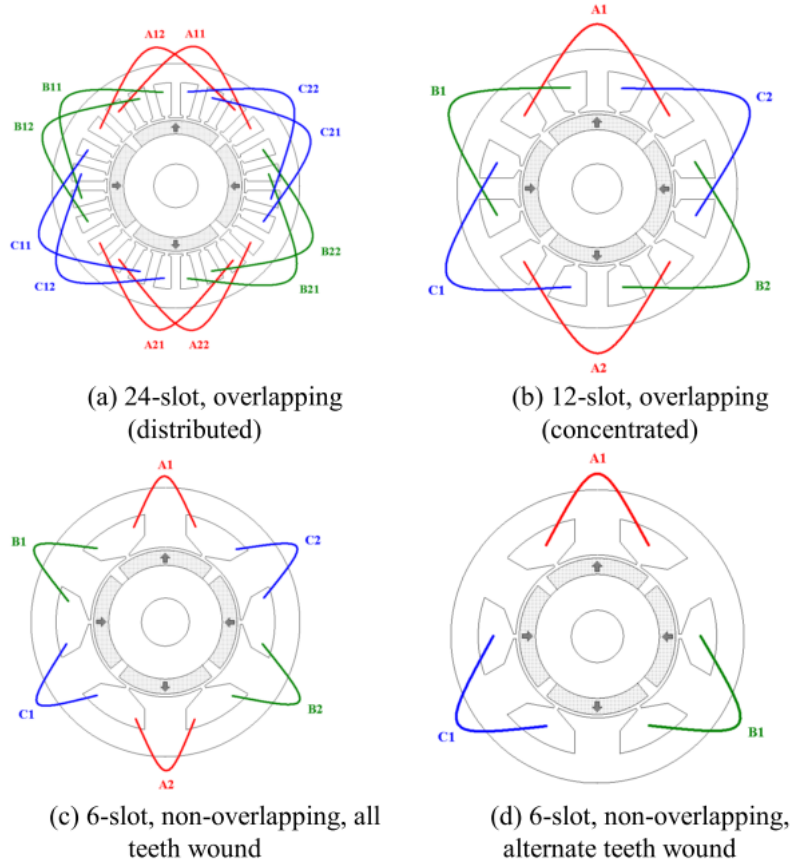 A12 A11
B11 C22
B12 C21
C11 B22
C12 B21
A21 A22
(a) 24-slot, overlapping
(distributed)
A1
B1 C2
C1 B2
A2
(b) 12-slot, overlapping
(concentrated)
A1
B1 C2
C1 B2
A2
(c) 6-slot, non-overlapping, all
teeth wound
A1
C1 B1
(d) 6-slot, non-overlapping,
alternate teeth wound